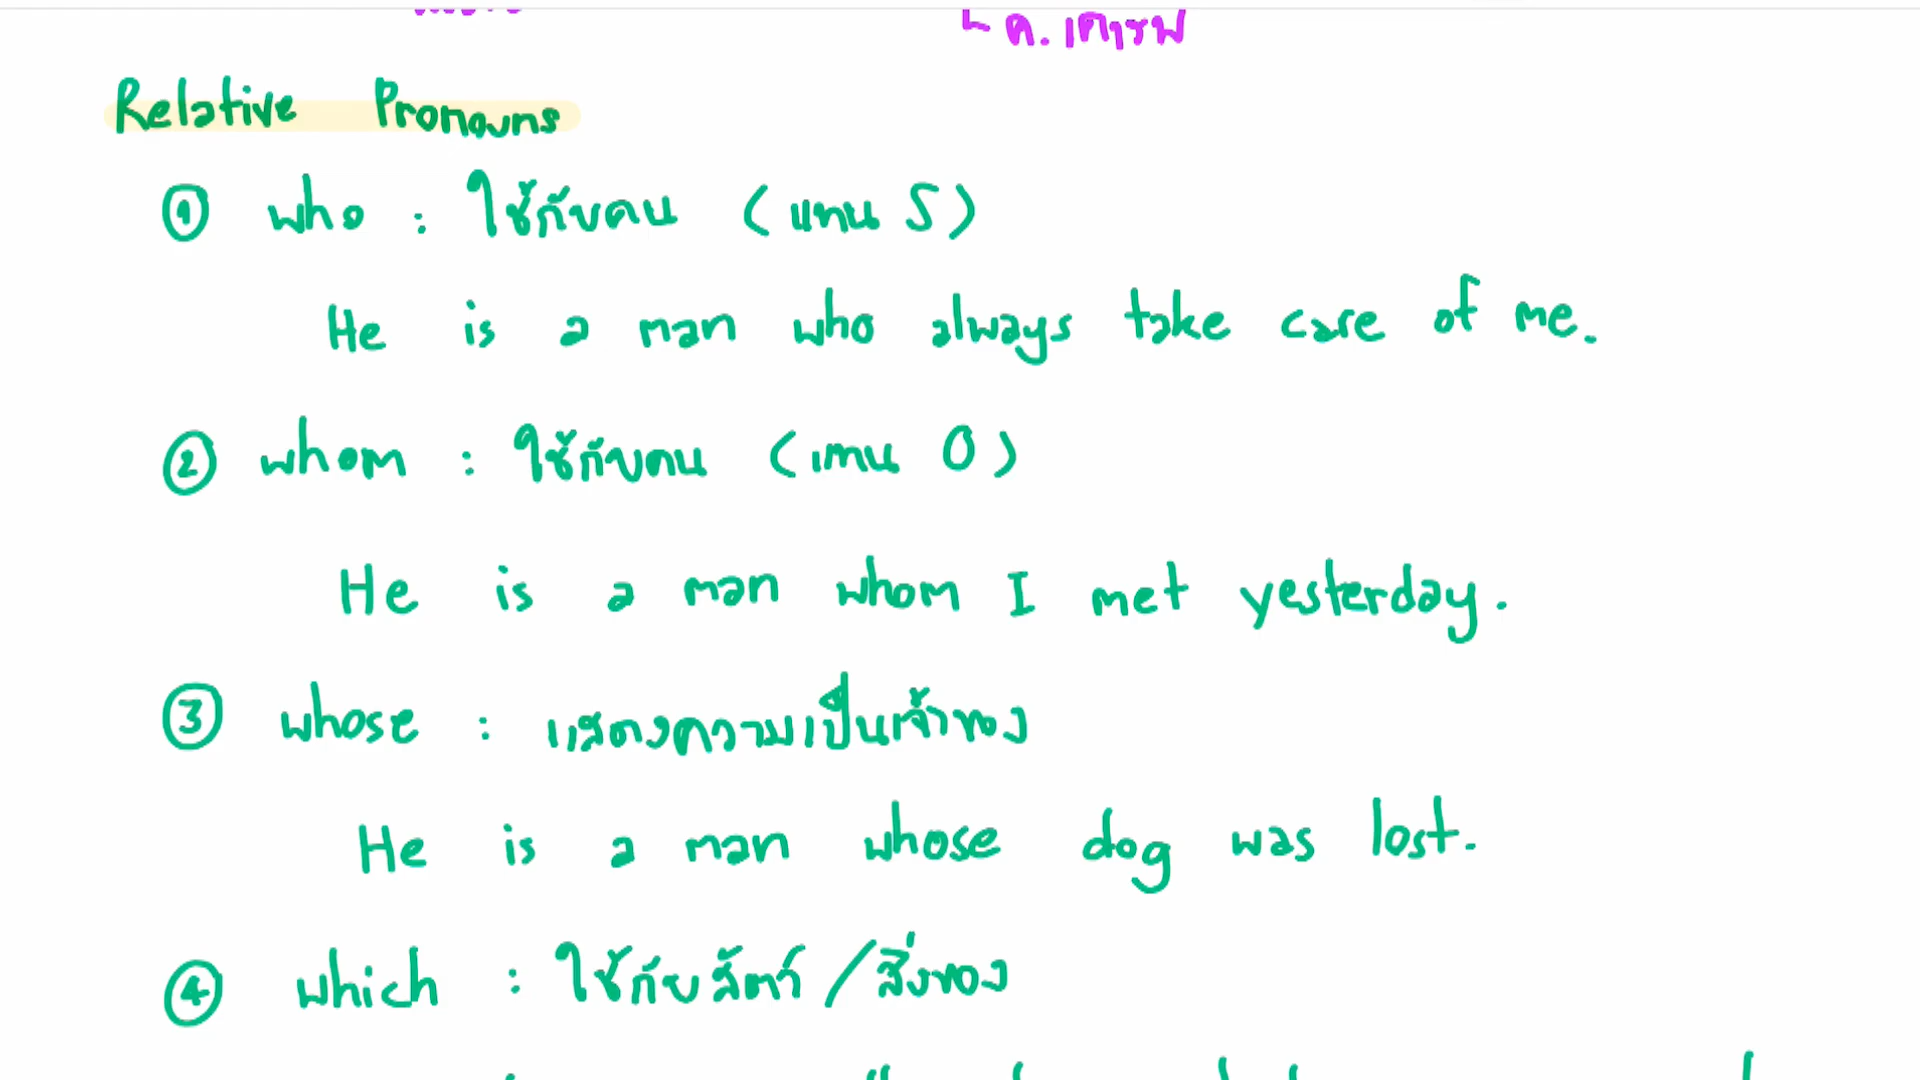 └ ค. เคารพ
Relative Pronouns
① who : ใช้กับคน (แทน S)
He is a man who always take care of me.
② whom : ใช้กับคน (แทน O)
He is a man whom I met yesterday.
③ whose : แสดงความเป็นเจ้าของ
He is a man whose dog was lost.
④ which : ใช้กับสัตว์ / สิ่งของ